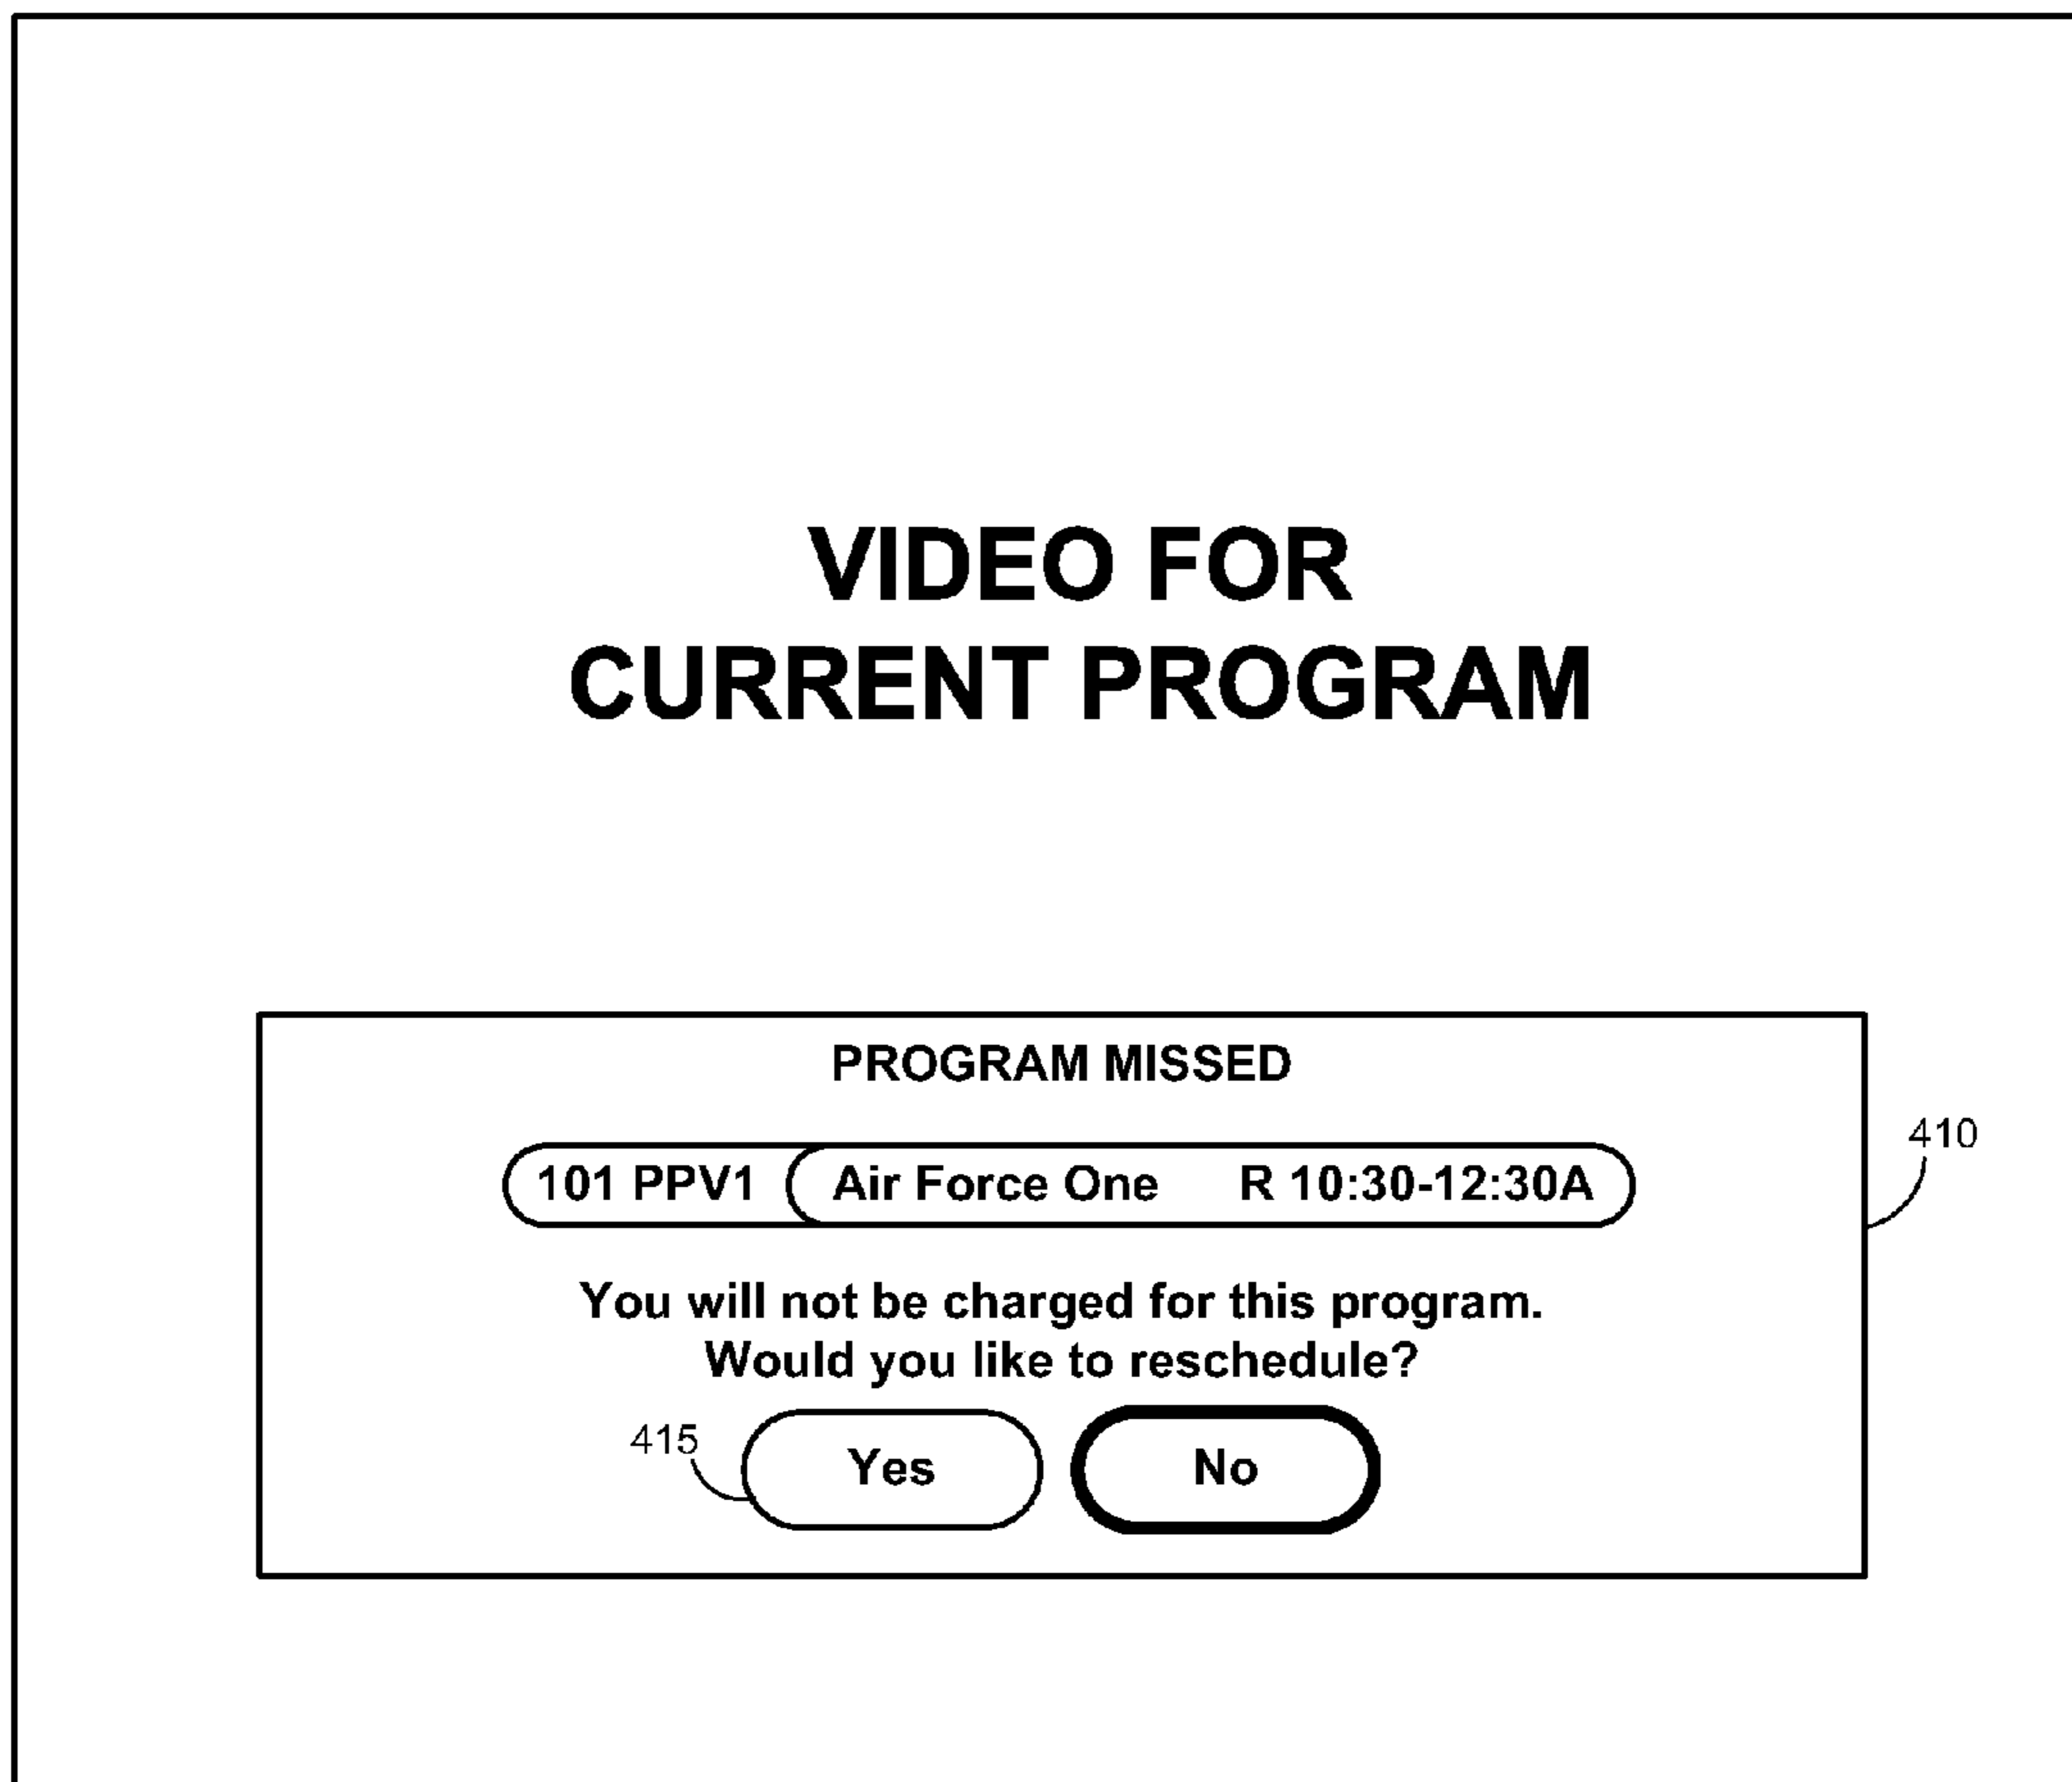 VIDEO FOR
CURRENT PROGRAM
PROGRAM MISSED
410
101 PPV1 Air Force One R 10:30-12:30A
You will not be charged for this program.
Would you like to reschedule?
415
Yes No